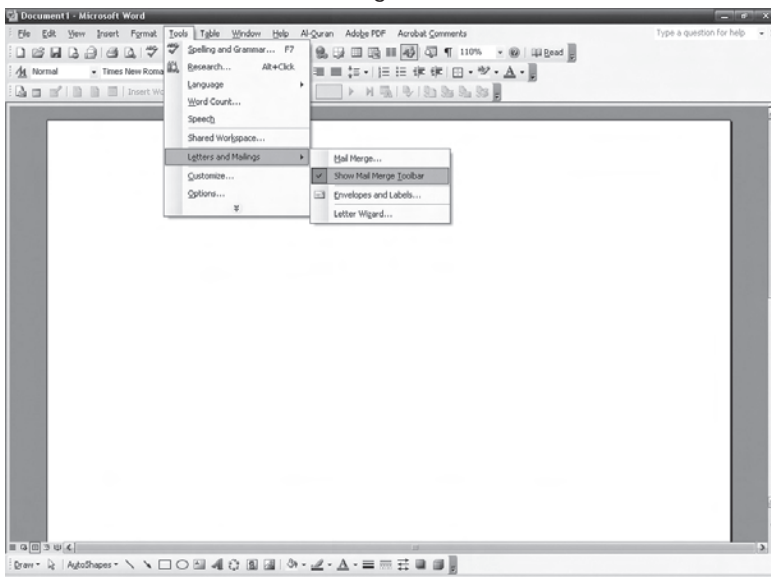 Document1 - Microsoft Word
File Edit View Insert Format Tools Table Window Help Al-Quran Adobe PDF Acrobat Comments Type a question for help
110% Read
Normal Times New Roma
Insert Wo
Spelling and Grammar... F7
Research... Alt+Click
Language
Word Count...
Speech
Shared Workspace...
Letters and Mailings
Customize...
Options...
Mail Merge...
Show Mail Merge Toolbar
Envelopes and Labels...
Letter Wizard...
Draw AutoShapes